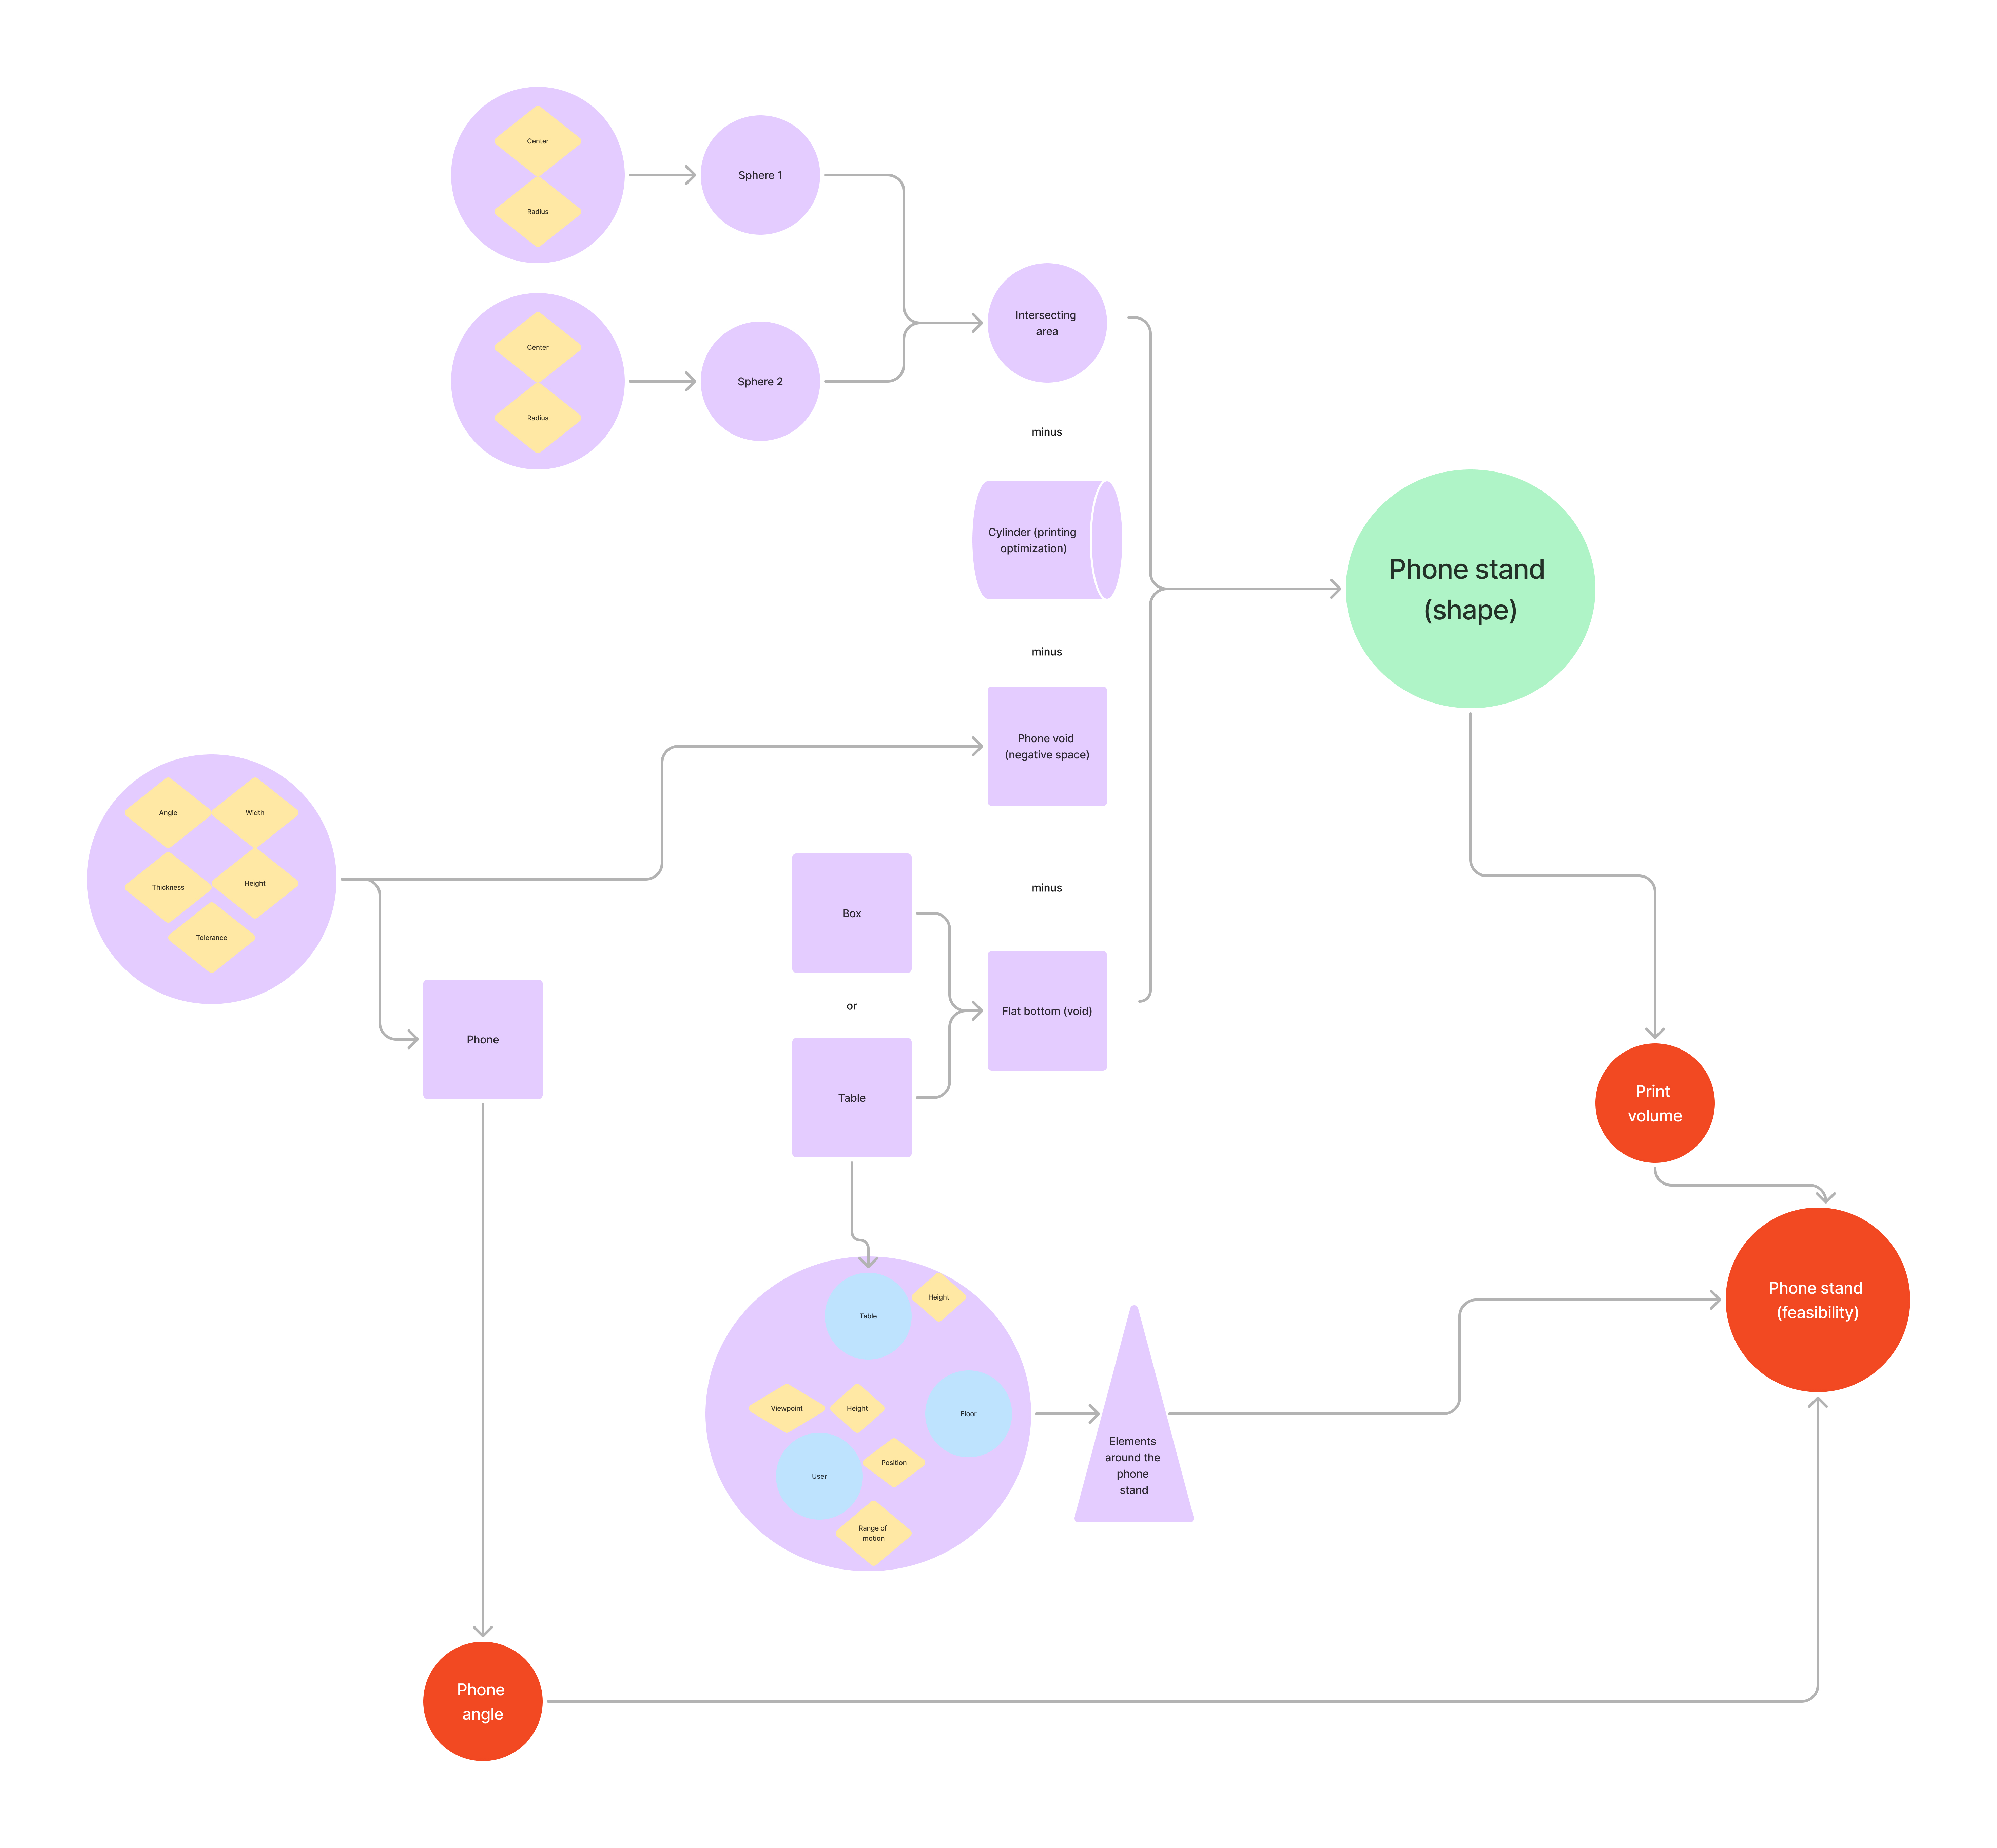 Center
Radius
Sphere 1
Center
Radius
Sphere 2
Intersecting
area
minus
Cylinder (printing
optimization)
minus
Phone void
(negative space)
minus
Flat bottom (void)
Phone stand
(shape)
Angle
Width
Thickness
Height
Tolerance
Phone
Box
or
Table
Table
Height
Viewpoint
Height
Floor
User
Position
Range of
motion
Elements
around the
phone
stand
Print
volume
Phone stand
(feasibility)
Phone
angle